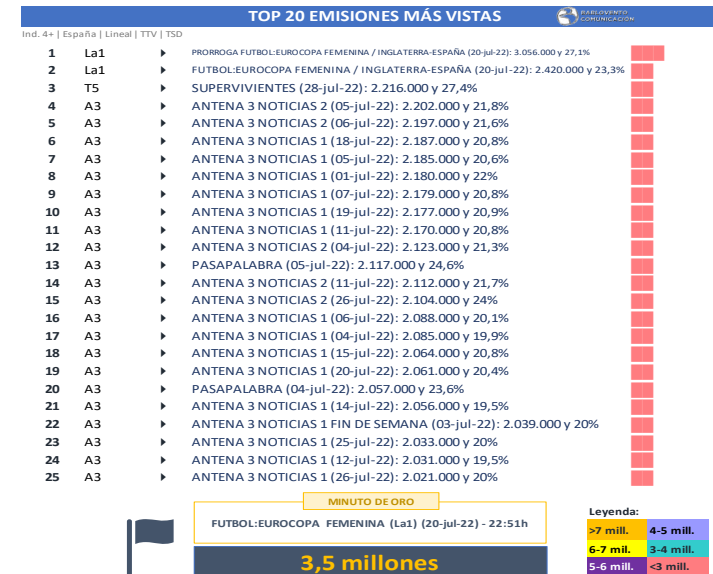 TOP 20 EMISIONES MÁS VISTAS
BARLOVENTO
COMUNICACIÓN
Ind. 4+ | España | Lineal | TTV | TSD
1 La1 PRORROGA FUTBOL:EUROCOPA FEMENINA / INGLATERRA-ESPAÑA (20-jul-22): 3.056.000 y 27,1%
2 La1 FUTBOL:EUROCOPA FEMENINA / INGLATERRA-ESPAÑA (20-jul-22): 2.420.000 y 23,3%
3 T5 SUPERVIVIENTES (28-jul-22): 2.216.000 y 27,4%
4 A3 ANTENA 3 NOTICIAS 2 (05-jul-22): 2.202.000 y 21,8%
5 A3 ANTENA 3 NOTICIAS 2 (06-jul-22): 2.197.000 y 21,6%
6 A3 ANTENA 3 NOTICIAS 1 (18-jul-22): 2.187.000 y 20,8%
7 A3 ANTENA 3 NOTICIAS 1 (05-jul-22): 2.185.000 y 20,6%
8 A3 ANTENA 3 NOTICIAS 1 (01-jul-22): 2.180.000 y 22%
9 A3 ANTENA 3 NOTICIAS 1 (07-jul-22): 2.179.000 y 20,8%
10 A3 ANTENA 3 NOTICIAS 1 (19-jul-22): 2.177.000 y 20,9%
11 A3 ANTENA 3 NOTICIAS 1 (11-jul-22): 2.170.000 y 20,8%
12 A3 ANTENA 3 NOTICIAS 2 (04-jul-22): 2.123.000 y 21,3%
13 A3 PASAPALABRA (05-jul-22): 2.117.000 y 24,6%
14 A3 ANTENA 3 NOTICIAS 2 (11-jul-22): 2.112.000 y 21,7%
15 A3 ANTENA 3 NOTICIAS 2 (26-jul-22): 2.104.000 y 24%
16 A3 ANTENA 3 NOTICIAS 1 (06-jul-22): 2.088.000 y 20,1%
17 A3 ANTENA 3 NOTICIAS 1 (04-jul-22): 2.085.000 y 19,9%
18 A3 ANTENA 3 NOTICIAS 1 (15-jul-22): 2.064.000 y 20,8%
19 A3 ANTENA 3 NOTICIAS 1 (20-jul-22): 2.061.000 y 20,4%
20 A3 PASAPALABRA (04-jul-22): 2.057.000 y 23,6%
21 A3 ANTENA 3 NOTICIAS 1 (14-jul-22): 2.056.000 y 19,5%
22 A3 ANTENA 3 NOTICIAS 1 FIN DE SEMANA (03-jul-22): 2.039.000 y 20%
23 A3 ANTENA 3 NOTICIAS 1 (25-jul-22): 2.033.000 y 20%
24 A3 ANTENA 3 NOTICIAS 1 (12-jul-22): 2.031.000 y 19,5%
25 A3 ANTENA 3 NOTICIAS 1 (26-jul-22): 2.021.000 y 20%
MINUTO DE ORO
FUTBOL:EUROCOPA FEMENINA (La1) (20-jul-22) - 22:51h
3,5 millones
Leyenda:
>7 mill. 4-5 mill.
6-7 mil. 3-4 mill.
5-6 mill. <3 mill.